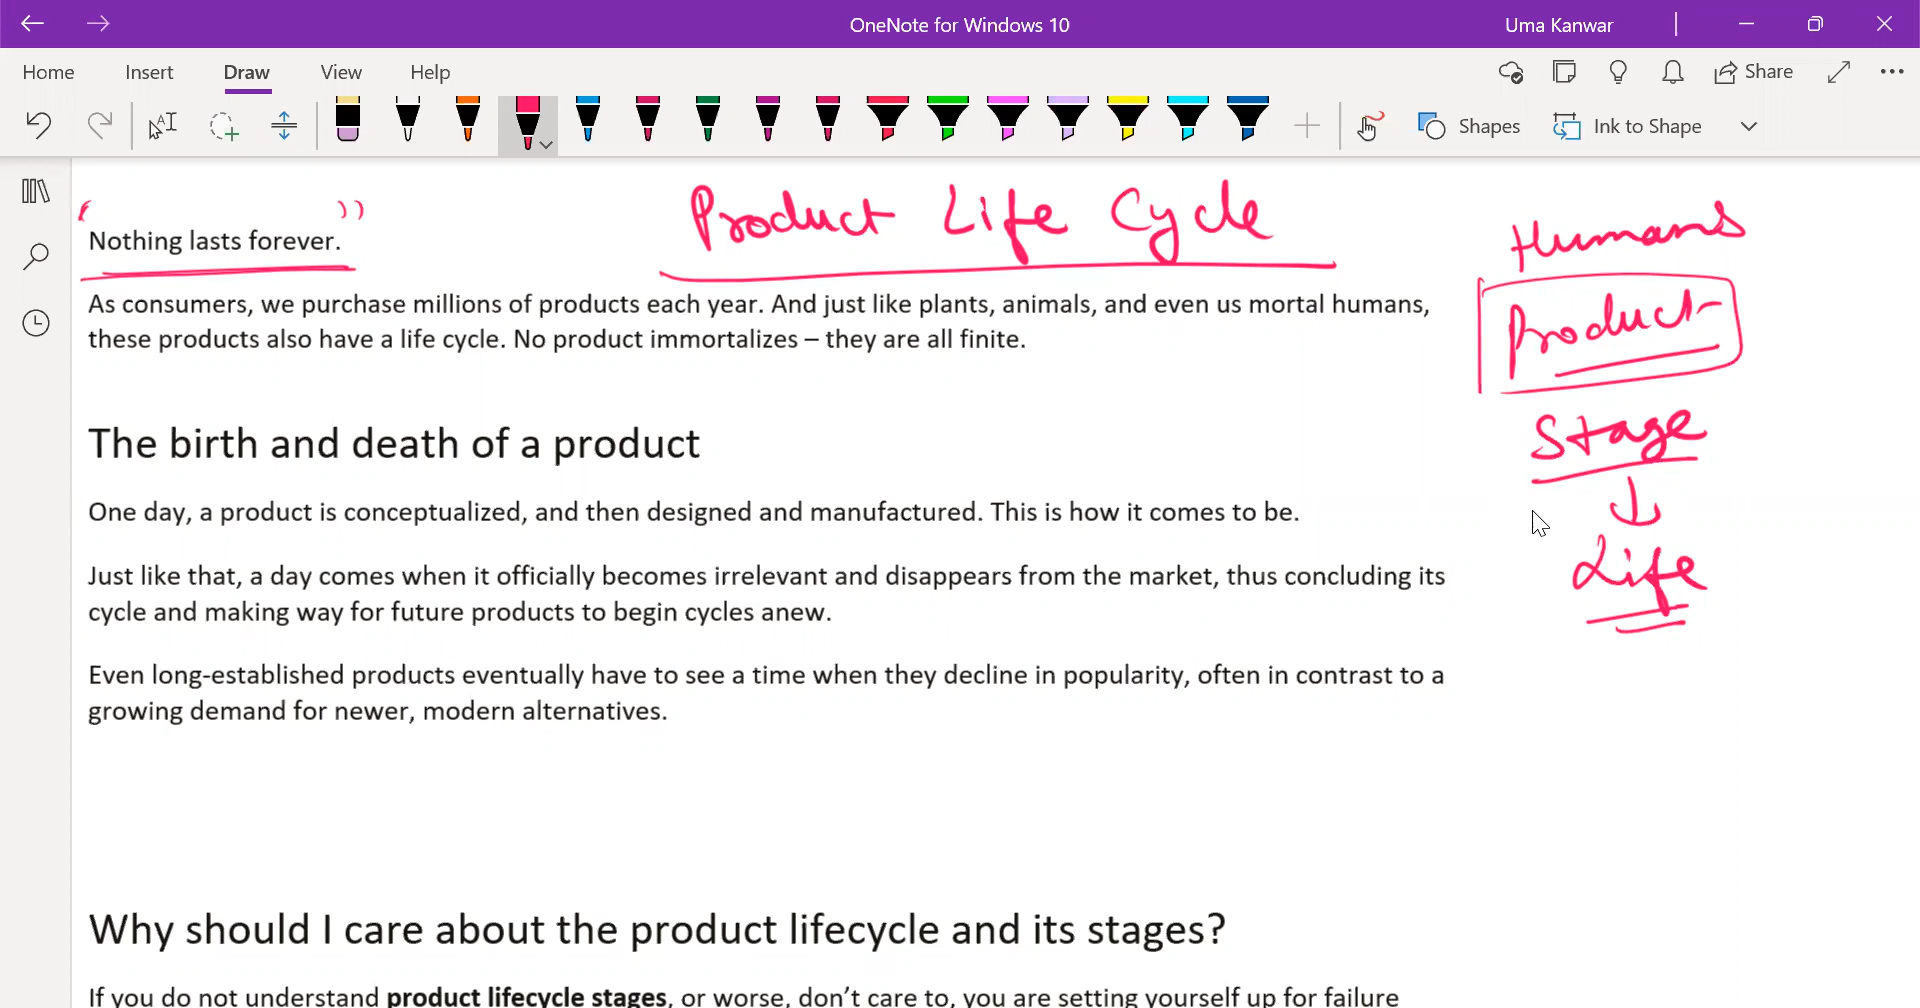 OneNote for Windows 10
Uma Kanwar
Home Insert Draw View Help
Share
Shapes
Ink to Shape
Product Life Cycle
Nothing lasts forever.
Humans
As consumers, we purchase millions of products each year. And just like plants, animals, and even us mortal humans,
these products also have a life cycle. No product immortalizes – they are all finite.
Product
Stage
The birth and death of a product
One day, a product is conceptualized, and then designed and manufactured. This is how it comes to be.
Life
Just like that, a day comes when it officially becomes irrelevant and disappears from the market, thus concluding its
cycle and making way for future products to begin cycles anew.
Even long-established products eventually have to see a time when they decline in popularity, often in contrast to a
growing demand for newer, modern alternatives.
Why should I care about the product lifecycle and its stages?
If you do not understand product lifecycle stages, or worse, don't care to, you are setting yourself up for failure